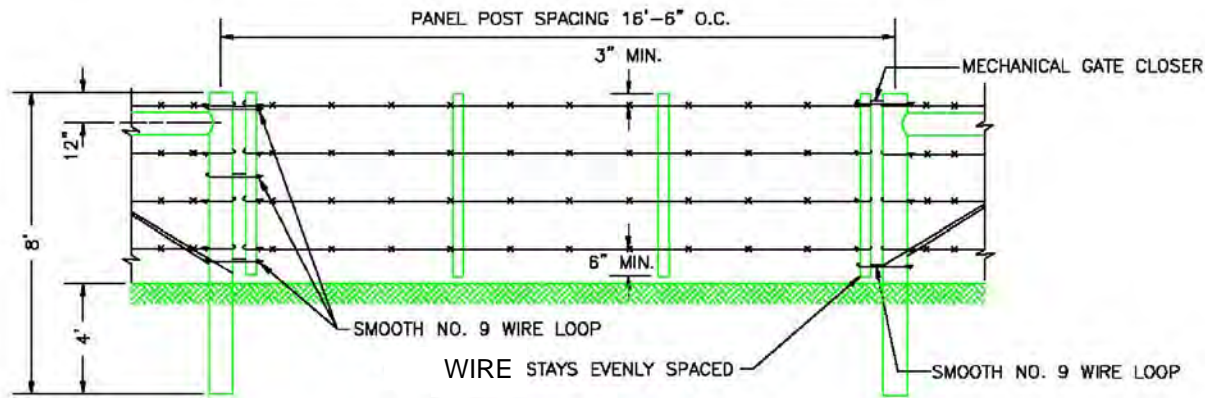 PANEL POST SPACING 16'-6" O.C.
3" MIN.
MECHANICAL GATE CLOSER
12"
8'
6" MIN.
4'
SMOOTH NO. 9 WIRE LOOP
WIRE STAYS EVENLY SPACED
SMOOTH NO. 9 WIRE LOOP